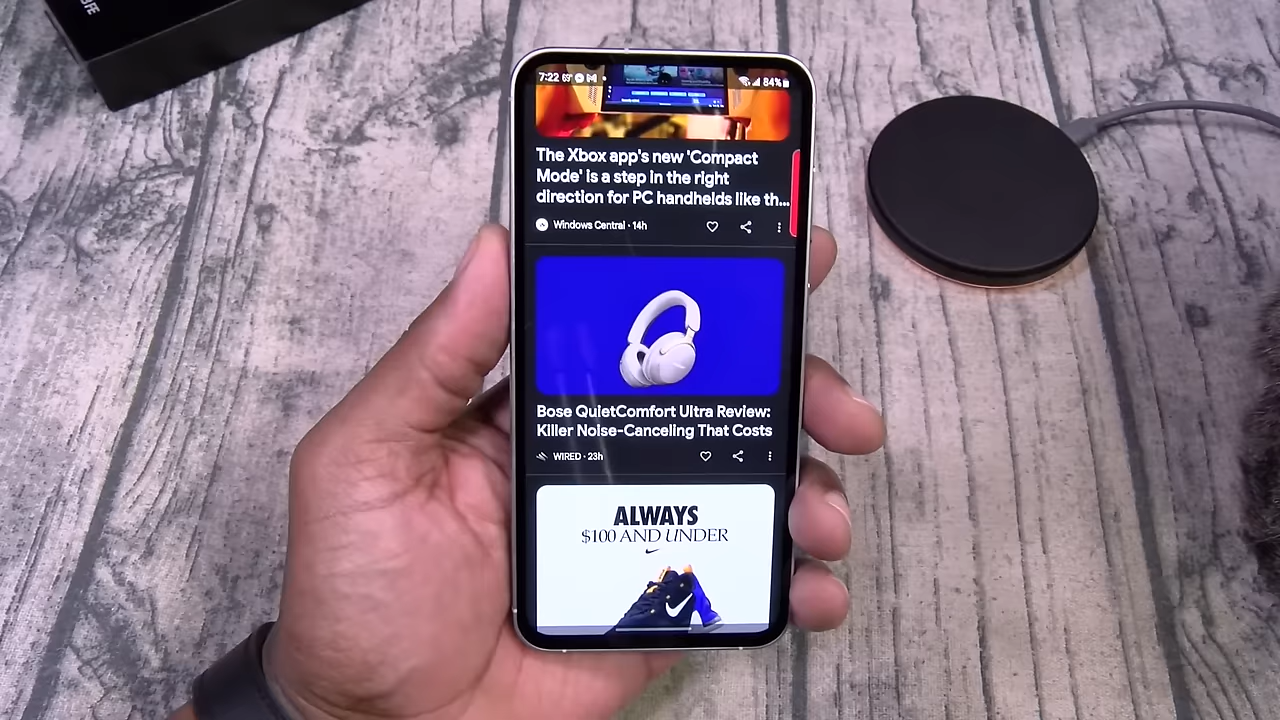 FE
7:22 69°
84%
The Xbox app's new 'Compact
Mode' is a step in the right
direction for PC handhelds like th...
Windows Central · 14h
Bose QuietComfort Ultra Review:
Killer Noise-Canceling That Costs
WIRED · 23h
ALWAYS
$100 AND UNDER